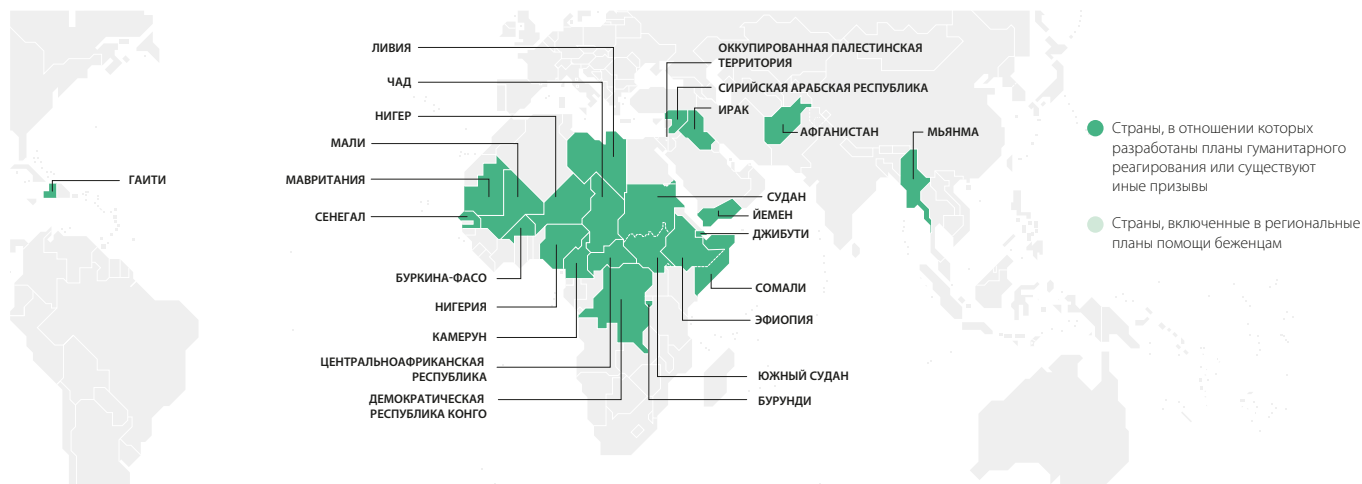 ЛИВИЯ
ЧАД
НИГЕР
МАЛИ
МАВРИТАНИЯ
СЕНЕГАЛ
ГАИТИ
БУРКИНА-ФАСО
НИГЕРИЯ
КАМЕРУН
ЦЕНТРАЛЬНОАФРИКАНСКАЯ
РЕСПУБЛИКА
ДЕМОКРАТИЧЕСКАЯ
РЕСПУБЛИКА КОНГО
ОККУПИРОВАННАЯ ПАЛЕСТИНСКАЯ
ТЕРРИТОРИЯ
СИРИЙСКАЯ АРАБСКАЯ РЕСПУБЛИКА
ИРАК
АФГАНИСТАН
МЬЯНМА
СУДАН
ЙЕМЕН
ДЖИБУТИ
СОМАЛИ
ЭФИОПИЯ
ЮЖНЫЙ СУДАН
БУРУНДИ
Страны, в отношении которых
разработаны планы гуманитарного
реагирования или существуют
иные призывы
Страны, включенные в региональные
планы помощи беженцам